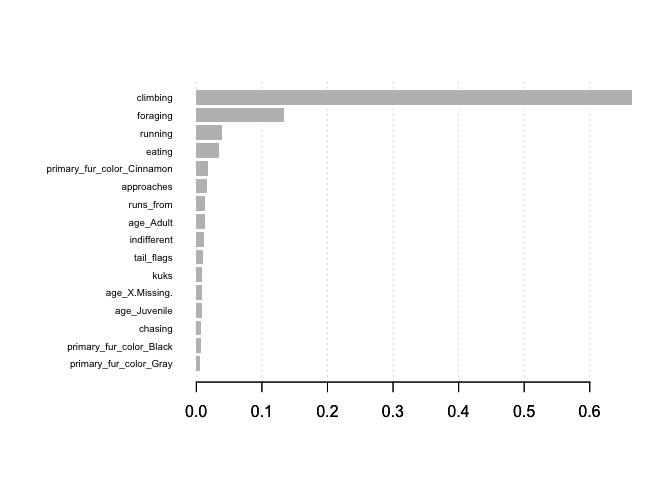 climbing
foraging
running
eating
primary_fur_color_Cinnamon
approaches
runs_from
age_Adult
indifferent
tail_flags
kuks
age_X.Missing.
age_Juvenile
chasing
primary_fur_color_Black
primary_fur_color_Gray
0.0 0.1 0.2 0.3 0.4 0.5 0.6